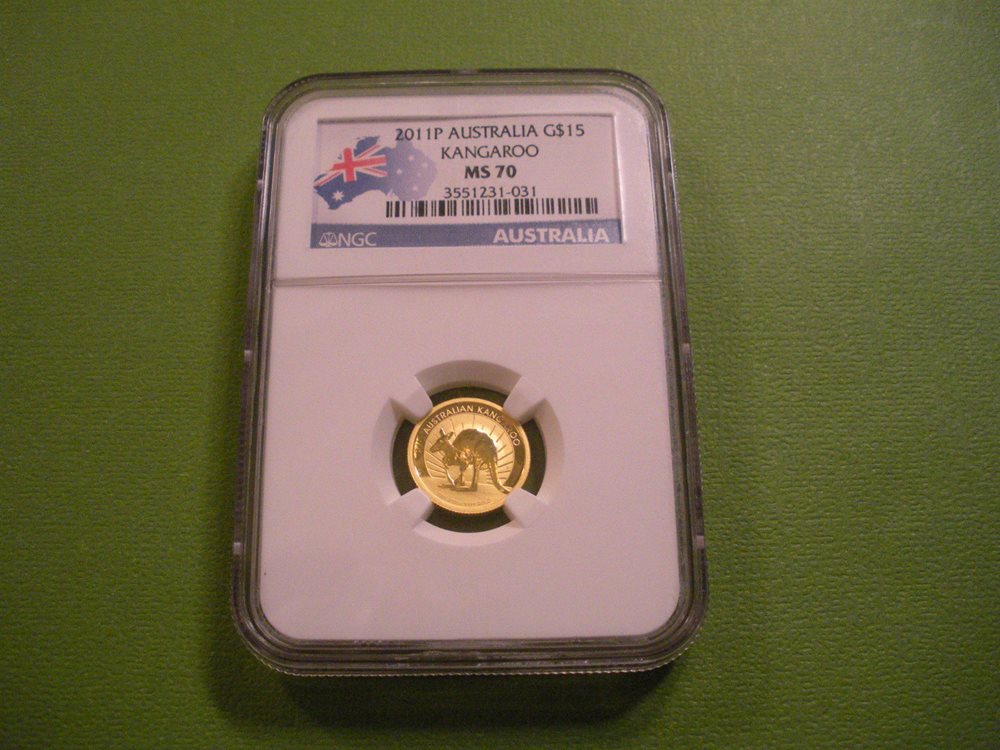 2011P AUSTRALIA G$15
KANGAROO
MS 70
3551231-031
NGC
AUSTRALIA
AUSTRALIAN KANGAROO